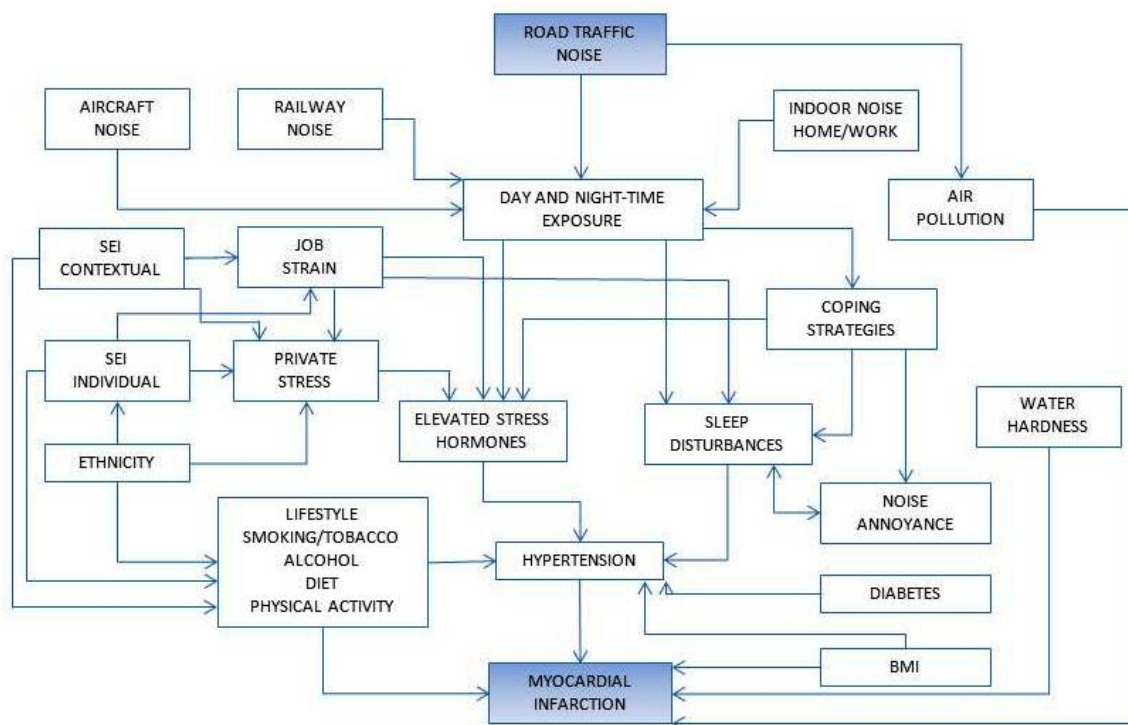 ROAD TRAFFIC
NOISE
AIRCRAFT
NOISE
RAILWAY
NOISE
INDOOR NOISE
HOME/WORK
DAY AND NIGHT-TIME
EXPOSURE
AIR
POLLUTION
SEI
CONTEXTUAL
JOB
STRAIN
COPING
STRATEGIES
SEI
INDIVIDUAL
PRIVATE
STRESS
ELEVATED STRESS
HORMONES
SLEEP
DISTURBANCES
WATER
HARDNESS
ETHNICITY
NOISE
ANNOYANCE
LIFESTYLE
SMOKING/TOBACCO
ALCOHOL
DIET
PHYSICAL ACTIVITY
HYPERTENSION
DIABETES
BMI
MYOCARDIAL
INFARCTION